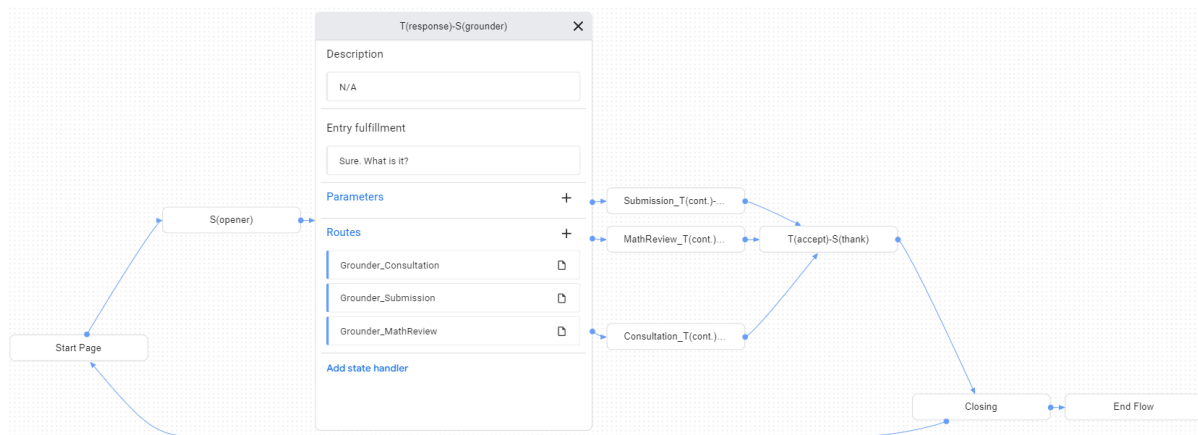 T(response)-S(grounder)
Description
N/A
Entry fulfillment
Sure. What is it?
Parameters
Routes
Grounder_Consultation
Grounder_Submission
Grounder_MathReview
Add state handler
Start Page
S(opener)
Submission_T(cont.)-...
MathReview_T(cont.)...
Consultation_T(cont.)...
T(accept)-S(thank)
Closing
End Flow